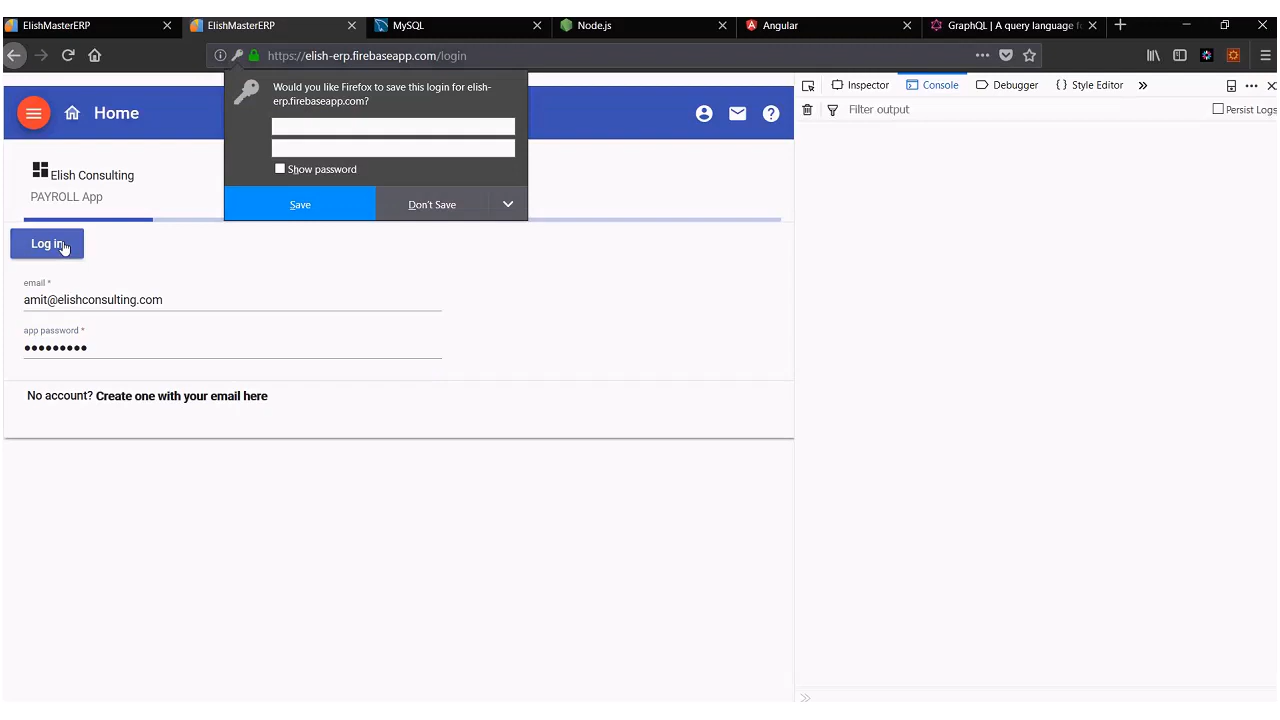 ElishMasterERP
ElishMasterERP
MySQL
Node.js
Angular
GraphQL | A query language f
https://elish-erp.firebaseapp.com/login
Would you like Firefox to save this login for elish-
erp.firebaseapp.com?
Show password
Save
Don't Save
Home
Elish Consulting
PAYROLL App
Log in
email *
amit@elishconsulting.com
app password *
•••••••••
No account? Create one with your email here
Inspector
Console
Debugger
{ } Style Editor
Filter output
Persist Logs